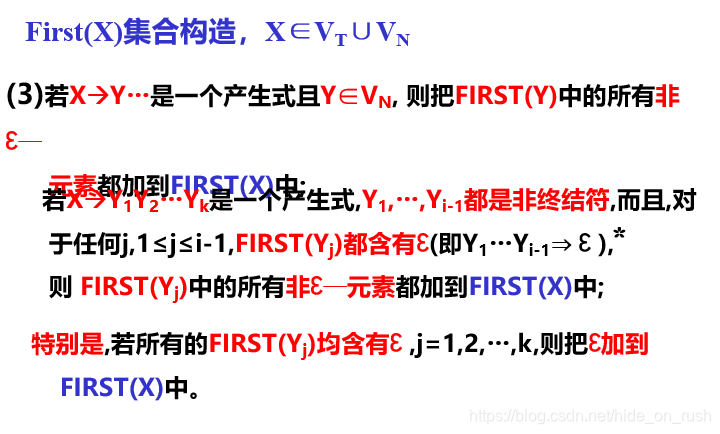 First(X)集合构造，X∈VT∪VN
(3)若X→Y…是一个产生式且Y∈VN, 则把FIRST(Y)中的所有非
ε—
元素都加到FIRST(X)中;
若X→Y1Y2…Yk是一个产生式,Y1,…,Yi-1都是非终结符,而且,对
于任何j,1≤j≤i-1,FIRST(Yj)都含有ε(即Y1…Yi-1⇒ε),*
则 FIRST(Yj)中的所有非ε—元素都加到FIRST(X)中;
特别是,若所有的FIRST(Yj)均含有ε ,j=1,2,…,k,则把ε加到
FIRST(X)中。
https://blog.csdn.net/hide_on_rush